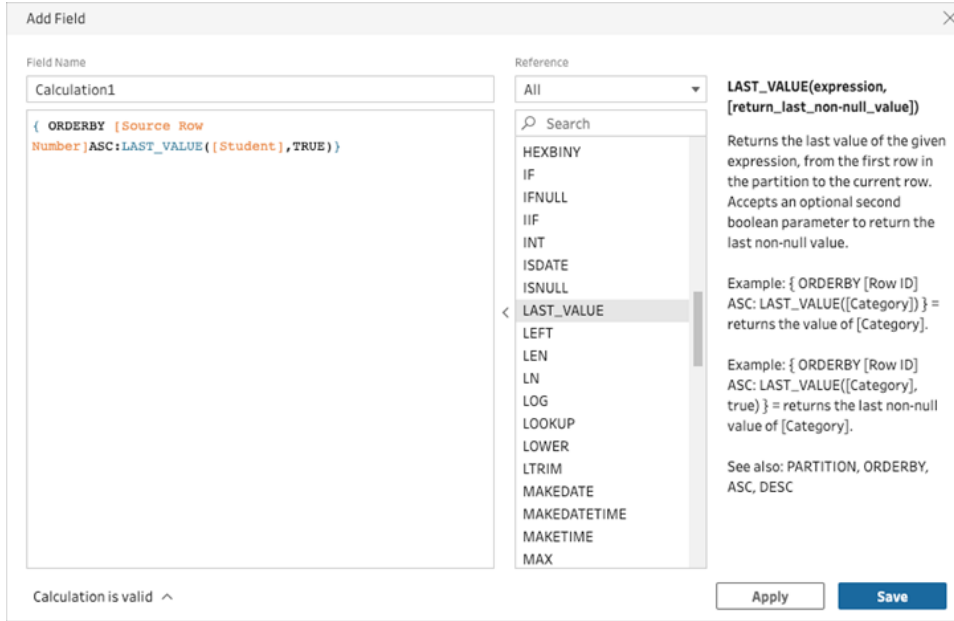 Add Field
Field Name
Calculation1
{ ORDERBY [Source Row
Number]ASC:LAST_VALUE([Student],TRUE)}
Reference
All
Search
HEXBINY
IF
IFNULL
IIF
INT
ISDATE
ISNULL
LAST_VALUE
LEFT
LEN
LN
LOG
LOOKUP
LOWER
LTRIM
MAKEDATE
MAKEDATETIME
MAKETIME
MAX
LAST_VALUE(expression,
[return_last_non-null_value])
Returns the last value of the given
expression, from the first row in
the partition to the current row.
Accepts an optional second
boolean parameter to return the
last non-null value.
Example: { ORDERBY [Row ID]
ASC: LAST_VALUE([Category]) } =
returns the value of [Category].
Example: { ORDERBY [Row ID]
ASC: LAST_VALUE([Category],
true) } = returns the last non-null
value of [Category].
See also: PARTITION, ORDERBY,
ASC, DESC
Calculation is valid
Apply
Save